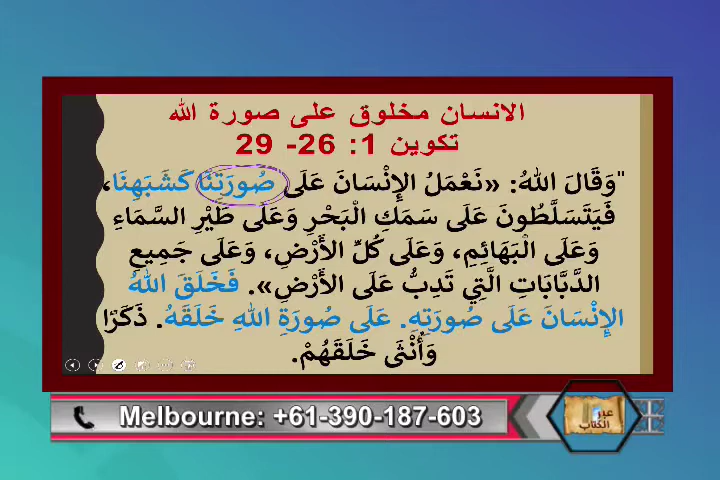 الانسان مخلوق على صورة الله
تكوين 1: 26- 29
"وَقَالَ اللهُ: «نَعْمَلُ الإِنْسَانَ عَلَى صُورَتِنَا كَشَبَهِنَا،
فَيَتَسَلَّطُونَ عَلَى سَمَكِ الْبَحْرِ وَعَلَى طَيْرِ السَّمَاءِ
وَعَلَى الْبَهَائِمِ، وَعَلَى كُلِّ الأَرْضِ، وَعَلَى جَمِيعِ
الدَّبَّابَاتِ الَّتِي تَدِبُّ عَلَى الأَرْضِ». فَخَلَقَ اللهُ
الإِنْسَانَ عَلَى صُورَتِهِ. عَلَى صُورَةِ اللهِ خَلَقَهُ. ذَكَرًا
وَأُنْثَى خَلَقَهُمْ.
Melbourne: +61-390-187-603
عبر الكتاب